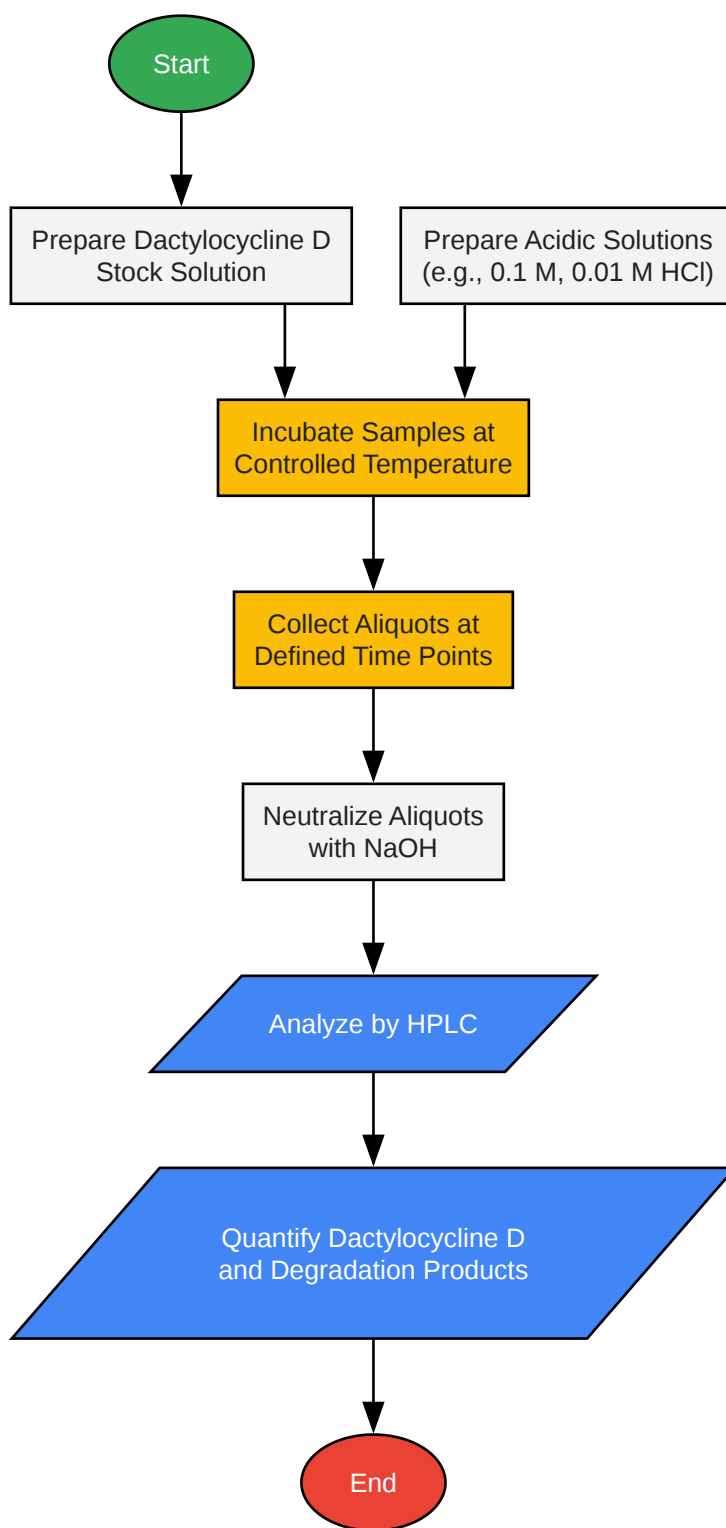 Start
Prepare Dactylocycline D
Stock Solution
Prepare Acidic Solutions
(e.g., 0.1 M, 0.01 M HCl)
Incubate Samples at
Controlled Temperature
Collect Aliquots at
Defined Time Points
Neutralize Aliquots
with NaOH
Analyze by HPLC
Quantify Dactylocycline D
and Degradation Products
End